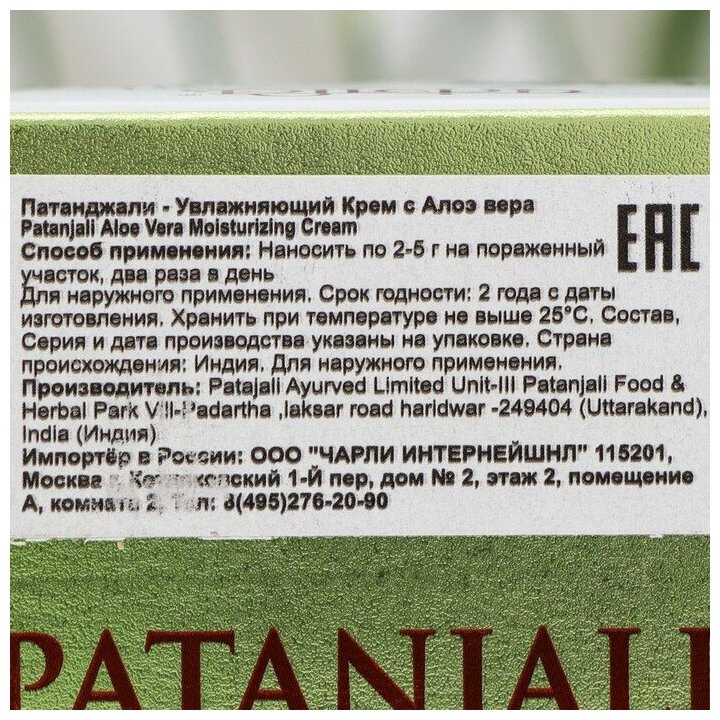 Патанджали - Увлажняющий Крем с Алоэ вера
Patanjali Aloe Vera Moisturizing Cream
EAC
Способ применения: Наносить по 2-5 г на пораженный
участок, два раза в день
Для наружного применения. Срок годности: 2 года с даты
изготовления. Хранить при температуре не выше 25°С. Состав,
Серия и дата производства указаны на упаковке. Страна
происхождения: Индия. Для наружного применения.
Производитель: Patajali Ayurved Limited Unit-III Patanjali Food &
Herbal Park Vill-Padartha ,laksar road haridwar -249404 (Uttarakand),
India (Индия)
Импортёр в России: ООО "ЧАРЛИ ИНТЕРНЕЙШНЛ" 115201,
Москва г, 1-Й пер, дом № 2, этаж 2, помещение
А, комната 2, Тел: 8(495)276-20-90
PATANJALI